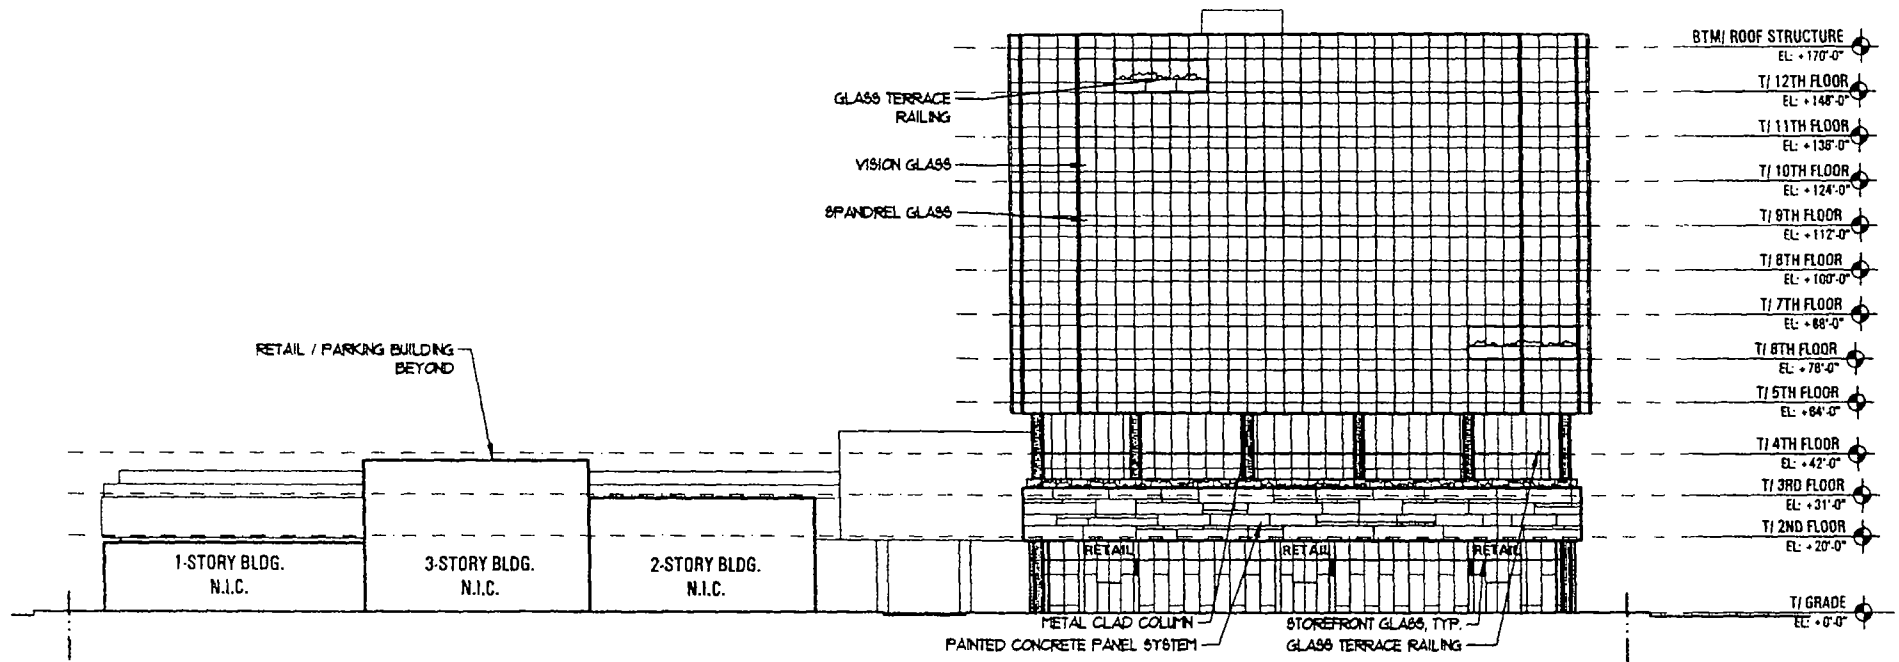 BTM/ ROOF STRUCTURE
EL: +170'-0"
GLASS TERRACE
RAILING
T/ 12TH FLOOR
EL: +148'-0"
T/ 11TH FLOOR
EL: +136'-0"
VISION GLASS
T/ 10TH FLOOR
EL: +124'-0"
SPANDREL GLASS
T/ 9TH FLOOR
EL: +112'-0"
T/ 8TH FLOOR
EL: +100'-0"
T/ 7TH FLOOR
EL: +88'-0"
RETAIL / PARKING BUILDING
BEYOND
T/ 6TH FLOOR
EL: +76'-0"
T/ 5TH FLOOR
EL: +64'-0"
T/ 4TH FLOOR
EL: +42'-0"
T/ 3RD FLOOR
EL: +31'-0"
T/ 2ND FLOOR
EL: +20'-0"
RETAIL
RETAIL
RETAIL
1-STORY BLDG.
N.I.C.
3-STORY BLDG.
N.I.C.
2-STORY BLDG.
N.I.C.
T/ GRADE
EL: +0'-0"
METAL CLAD COLUMN
PAINTED CONCRETE PANEL SYSTEM
STOREFRONT GLASS, TYP.
GLASS TERRACE RAILING